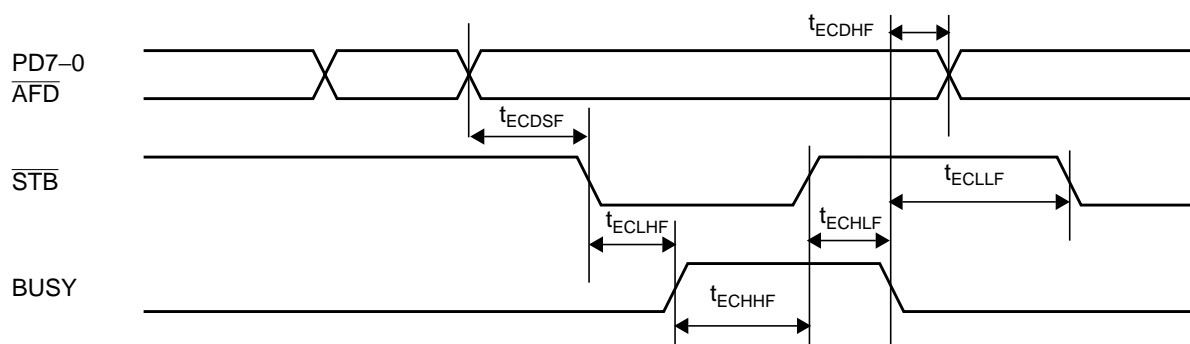 tECDHF
PD7–0
AFD
tECDSF
STB
tECLLF
tECLHF
tECHLF
BUSY
tECHHF